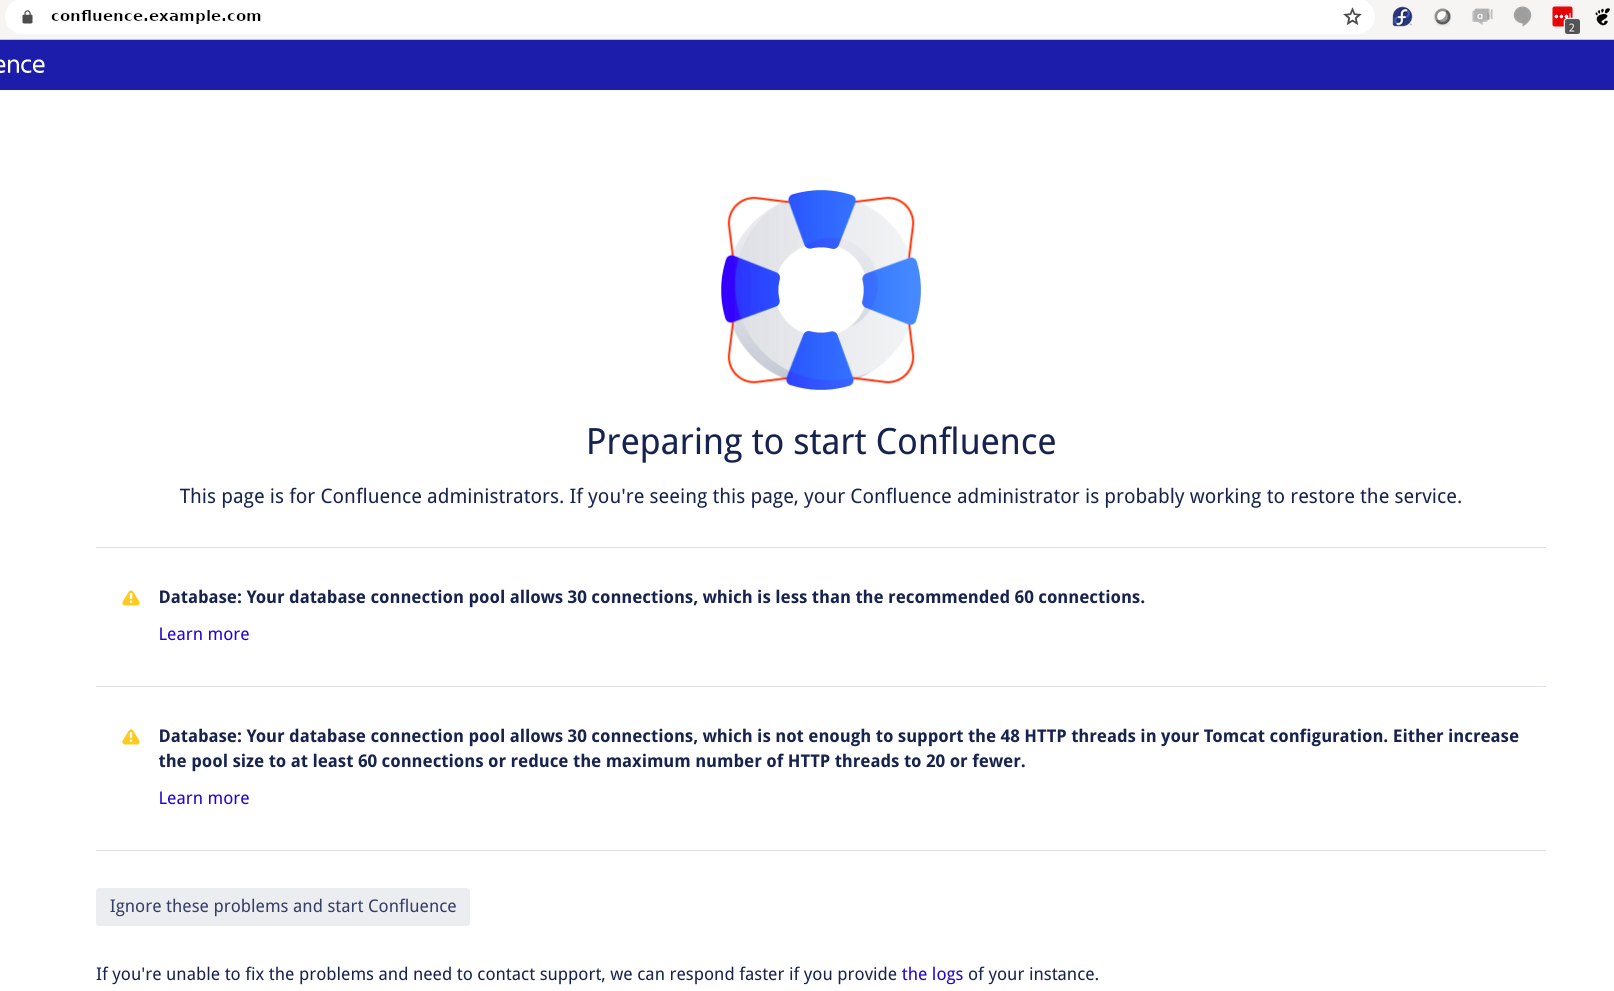 confluence.example.com
2
ence
Preparing to start Confluence
This page is for Confluence administrators. If you're seeing this page, your Confluence administrator is probably working to restore the service.
Database: Your database connection pool allows 30 connections, which is less than the recommended 60 connections.
Learn more
Database: Your database connection pool allows 30 connections, which is not enough to support the 48 HTTP threads in your Tomcat configuration. Either increase
the pool size to at least 60 connections or reduce the maximum number of HTTP threads to 20 or fewer.
Learn more
Ignore these problems and start Confluence
If you're unable to fix the problems and need to contact support, we can respond faster if you provide the logs of your instance.